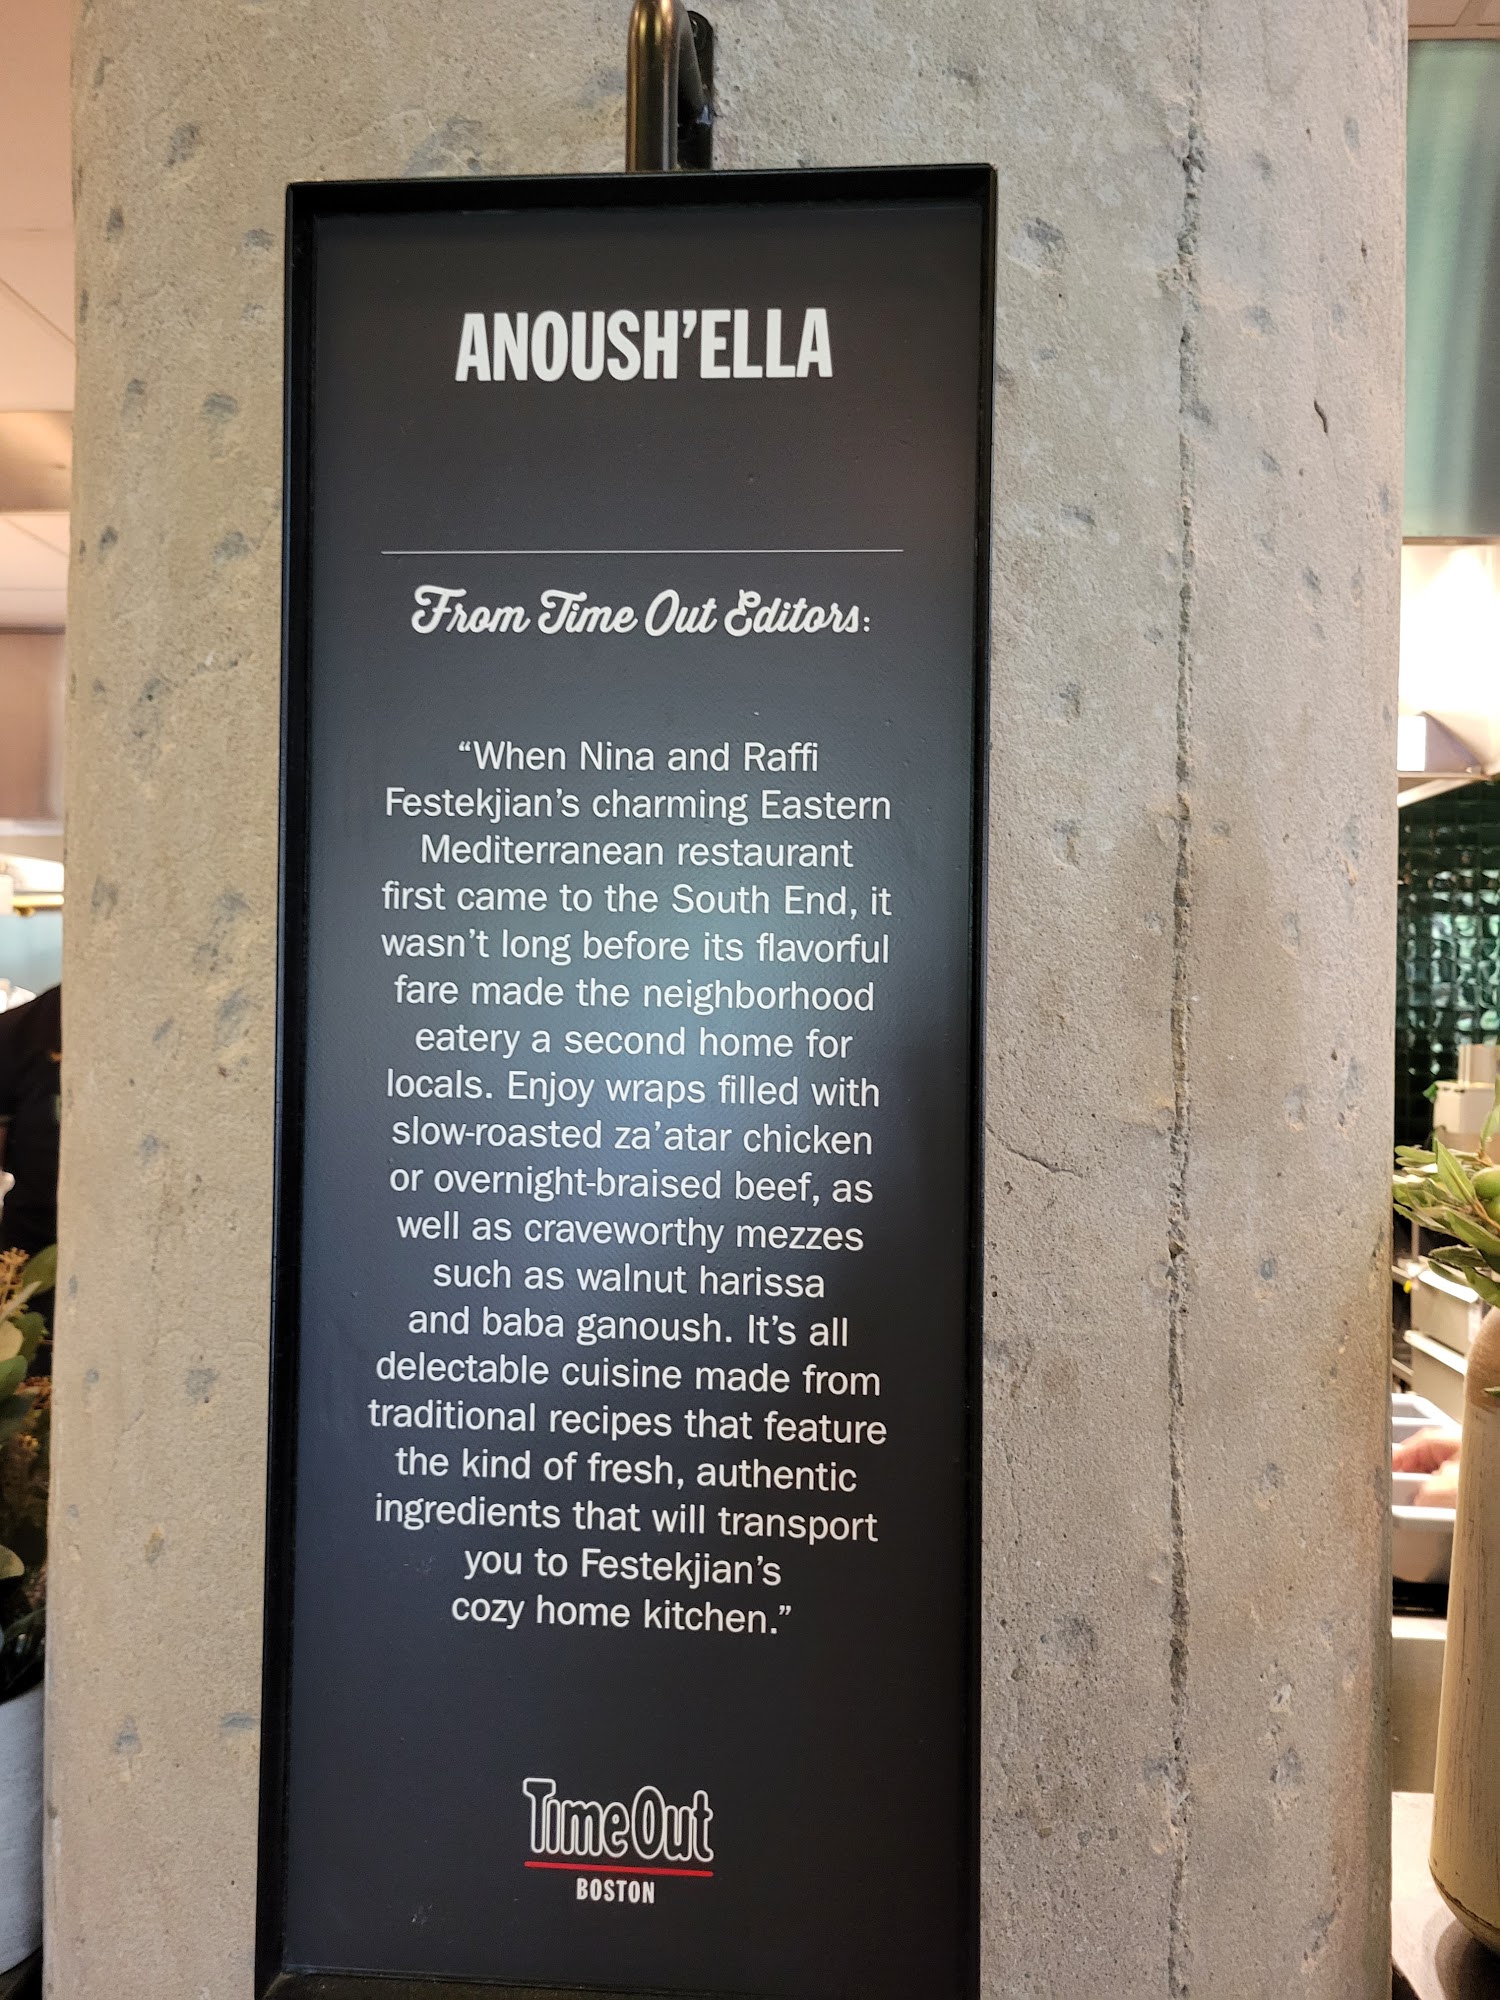 ANOUSH’ELLA
From Time Out Editors:
“When Nina and Raffi
Festekjian’s charming Eastern
Mediterranean restaurant
first came to the South End, it
wasn’t long before its flavorful
fare made the neighborhood
eatery a second home for
locals. Enjoy wraps filled with
slow-roasted za’atar chicken
or overnight-braised beef, as
well as craveworthy mezzes
such as walnut harissa
and baba ganoush. It’s all
delectable cuisine made from
traditional recipes that feature
the kind of fresh, authentic
ingredients that will transport
you to Festekjian’s
cozy home kitchen.”
TimeOut
BOSTON